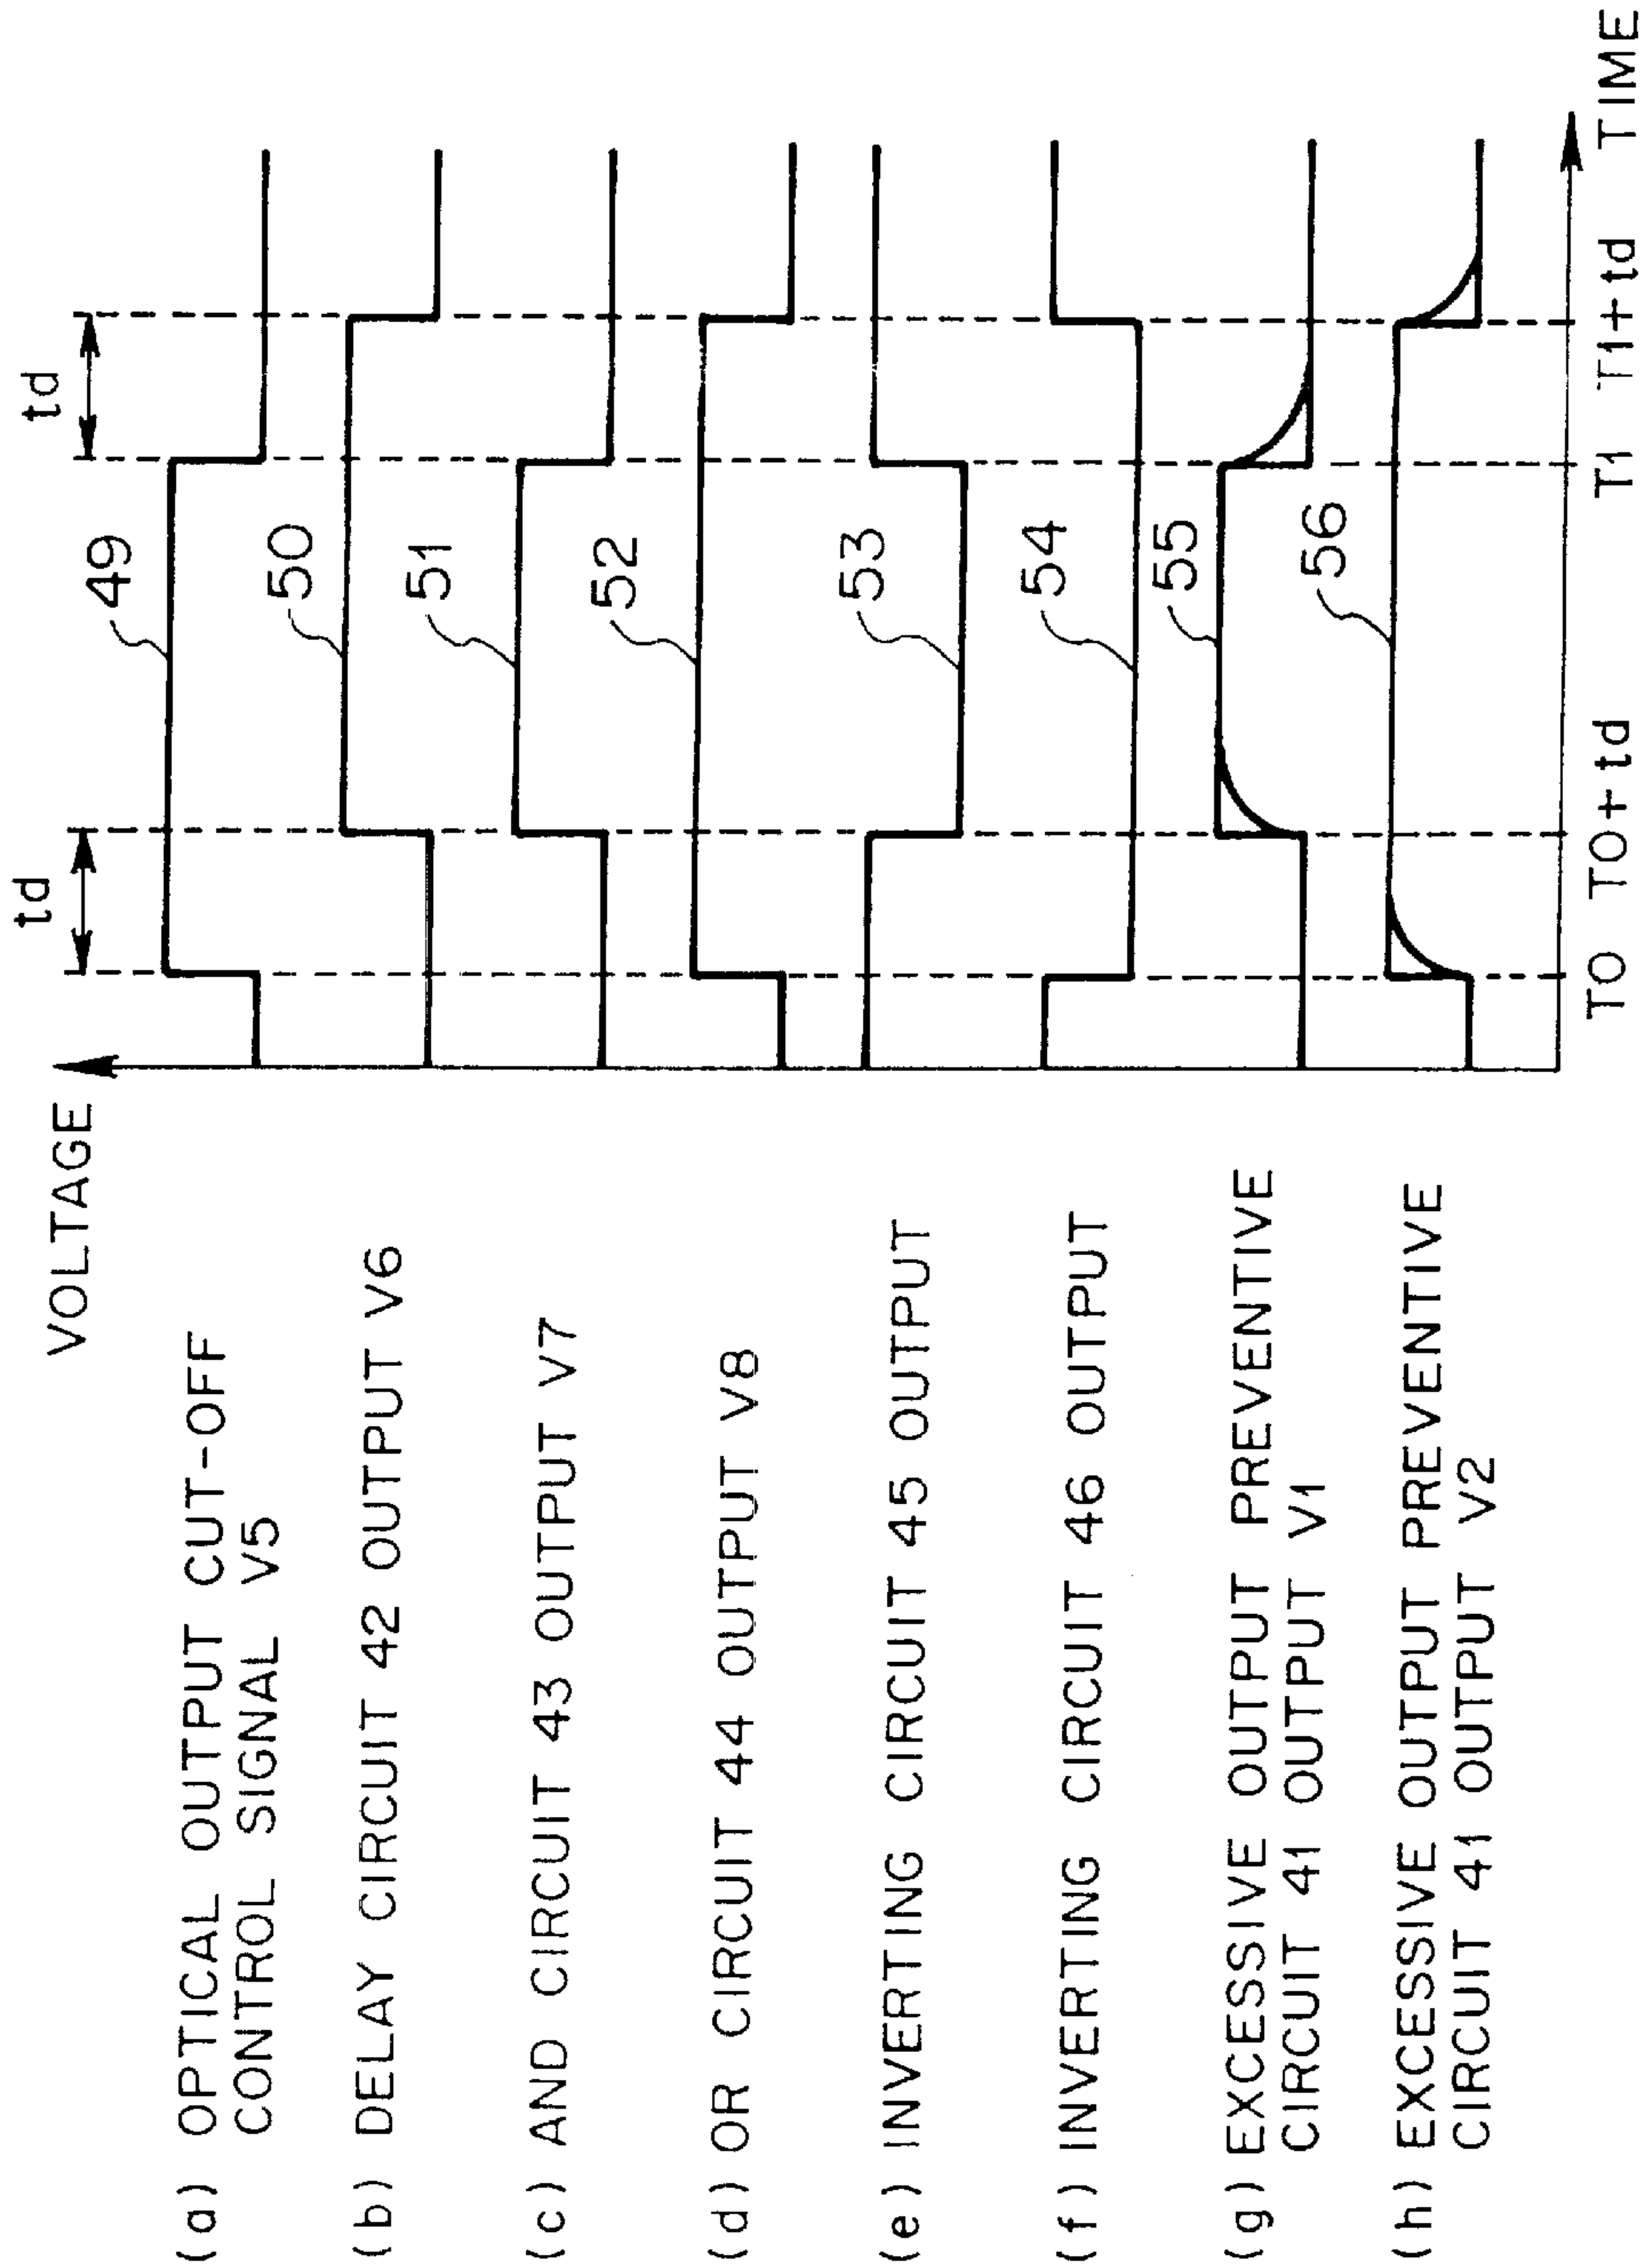 VOLTAGE
td
td
(a) OPTICAL OUTPUT CUT-OFF
CONTROL SIGNAL V5
49
(b) DELAY CIRCUIT 42 OUTPUT V6
50
(c) AND CIRCUIT 43 OUTPUT V7
51
(d) OR CIRCUIT 44 OUTPUT V8
52
(e) INVERTING CIRCUIT 45 OUTPUT
53
(f) INVERTING CIRCUIT 46 OUTPUT
54
(g) EXCESSIVE OUTPUT PREVENTIVE
CIRCUIT 41 OUTPUT V1
55
(h) EXCESSIVE OUTPUT PREVENTIVE
CIRCUIT 41 OUTPUT V2
56
T0 T0+td T1 T1+td TIME